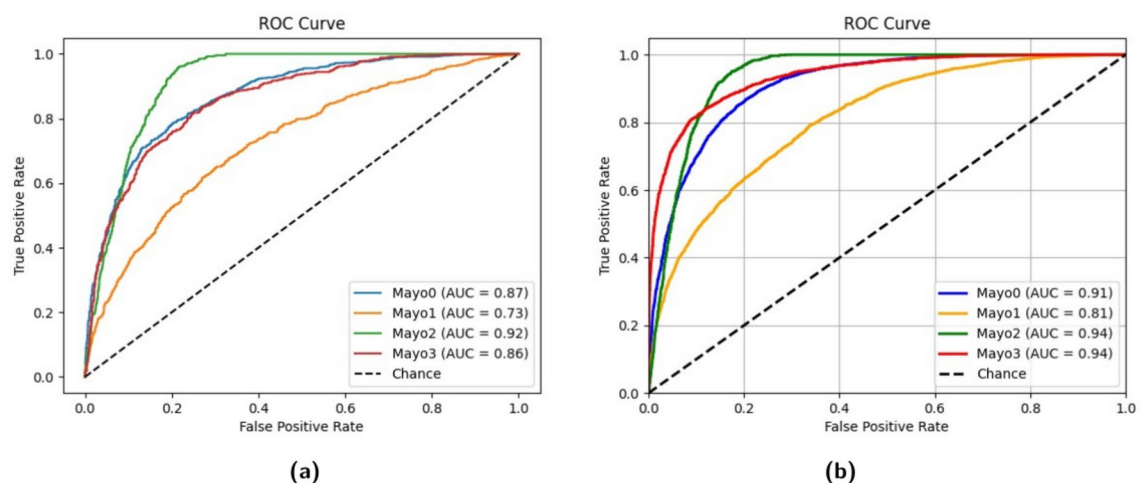 ROC Curve
1.0
0.8
0.6
0.4
0.2
0.0
True Positive Rate
Mayo0 (AUC = 0.87)
Mayo1 (AUC = 0.73)
Mayo2 (AUC = 0.92)
Mayo3 (AUC = 0.86)
Chance
0.0 0.2 0.4 0.6 0.8 1.0
False Positive Rate
(a)
ROC Curve
1.0
0.8
0.6
0.4
0.2
0.0
True Positive Rate
Mayo0 (AUC = 0.91)
Mayo1 (AUC = 0.81)
Mayo2 (AUC = 0.94)
Mayo3 (AUC = 0.94)
Chance
0.0 0.2 0.4 0.6 0.8 1.0
False Positive Rate
(b)